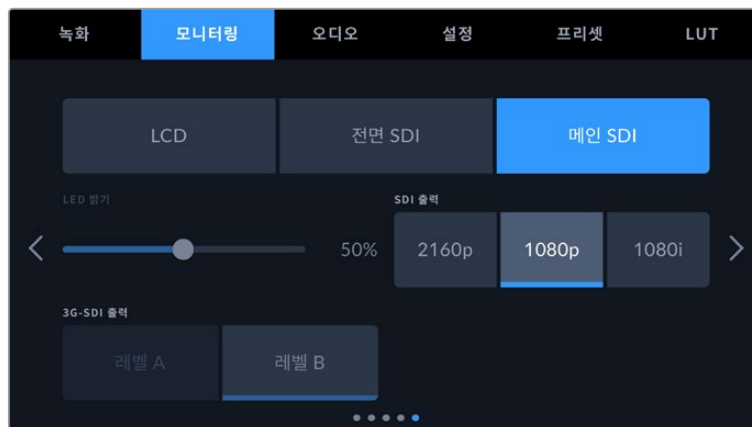 녹화 모니터링 오디오 설정 프리셋 LUT
LCD 전면 SDI 메인 SDI
LED 밝기 SDI 출력
50% 2160p 1080p 1080i
3G-SDI 출력
레벨 A 레벨 B